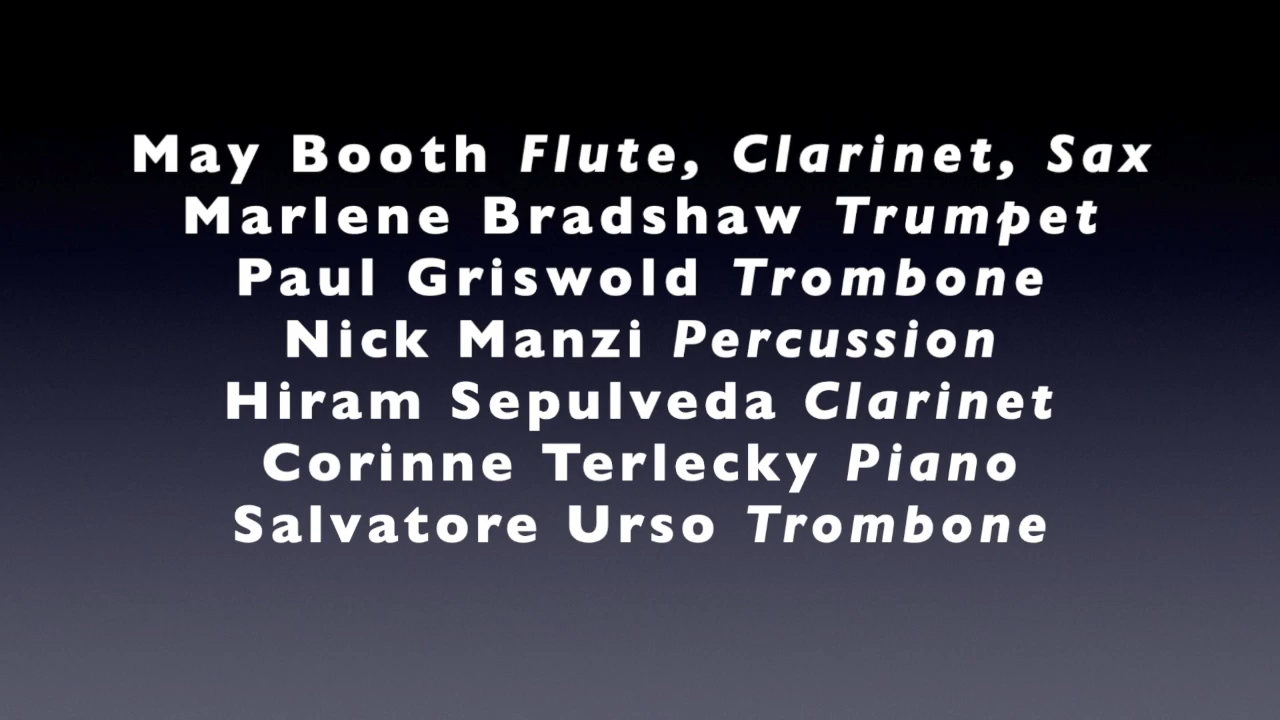 May Booth Flute, Clarinet, Sax
Marlene Bradshaw Trumpet
Paul Griswold Trombone
Nick Manzi Percussion
Hiram Sepulveda Clarinet
Corinne Terlecky Piano
Salvatore Urso Trombone